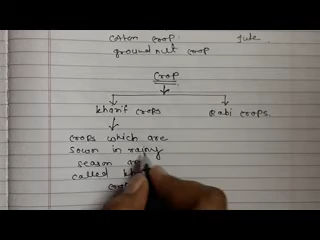 Cotton crop. Jute.
groundnut crop
Crop
kharif crops Rabi crops.
crops which are
sown in rainy
season are
called
crop